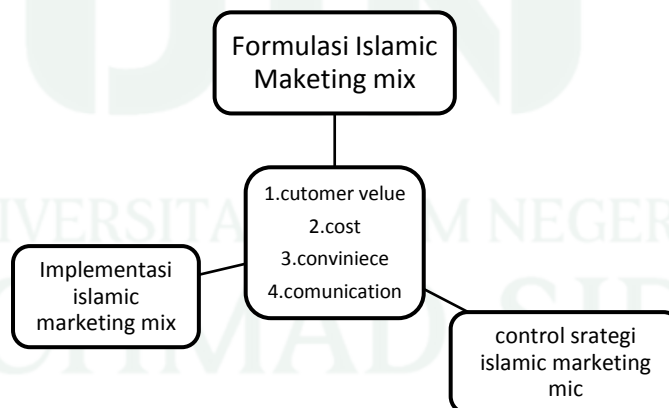 Formulasi Islamic
Maketing mix
1.cutomer velue
2.cost
3.conviniece
4.comunication
Implementasi
islamic
marketing mix
control srategi
islamic marketing
mic